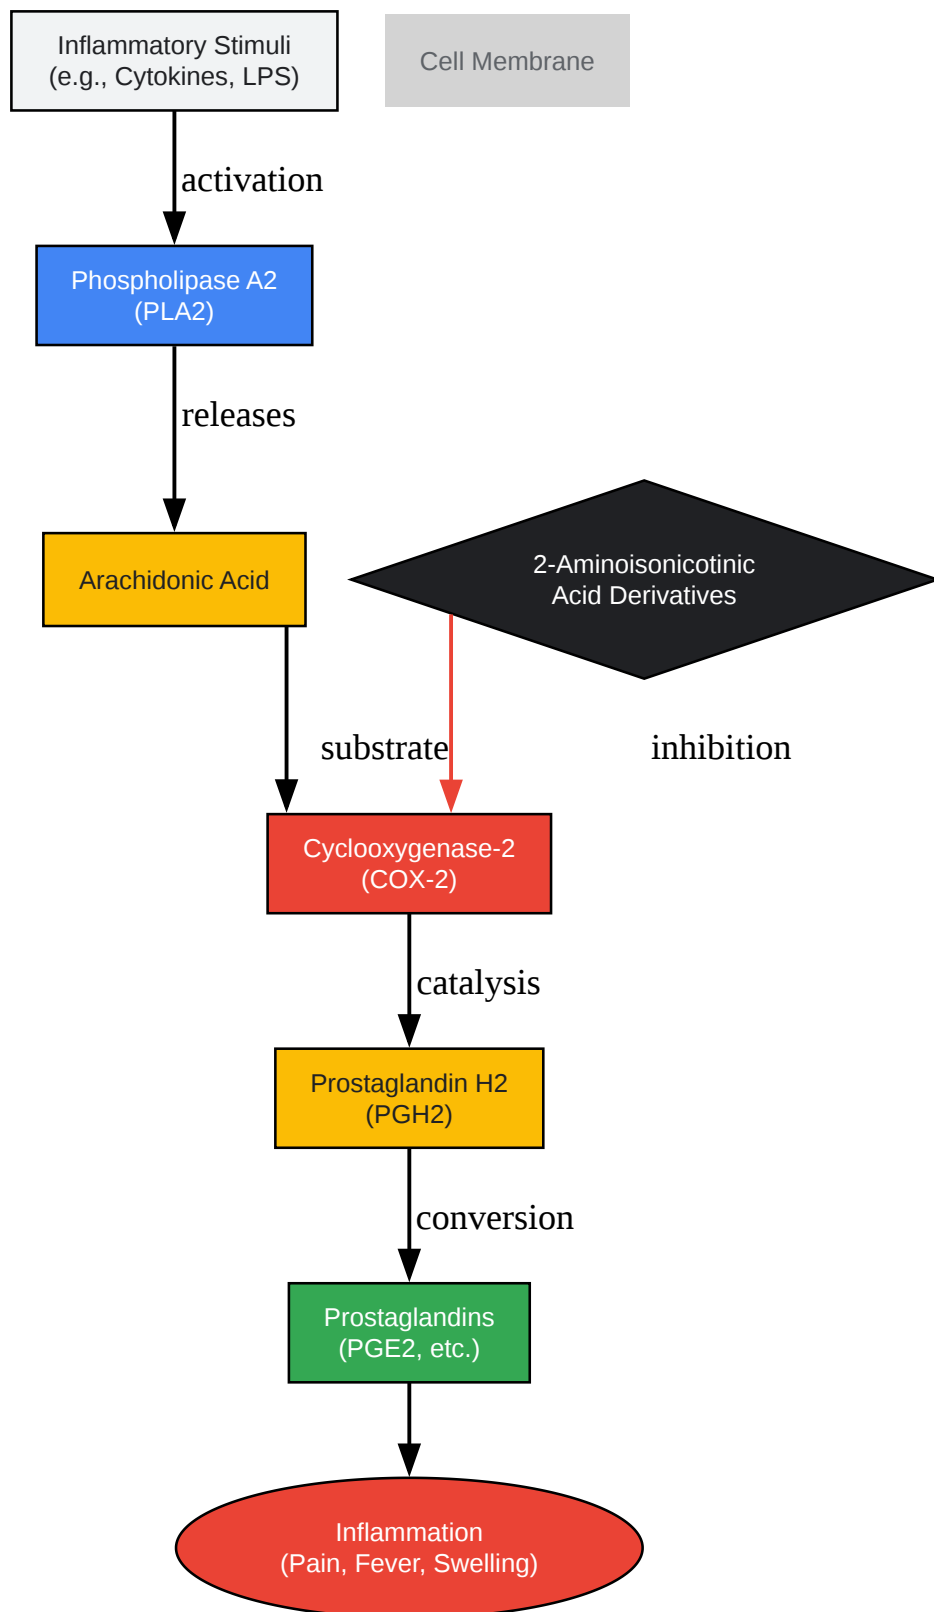 Inflammatory Stimuli
(e.g., Cytokines, LPS)
Cell Membrane
activation
Phospholipase A2
(PLA2)
releases
Arachidonic Acid
2-Aminoisonicotinic
Acid Derivatives
substrate
inhibition
Cyclooxygenase-2
(COX-2)
catalysis
Prostaglandin H2
(PGH2)
conversion
Prostaglandins
(PGE2, etc.)
Inflammation
(Pain, Fever, Swelling)